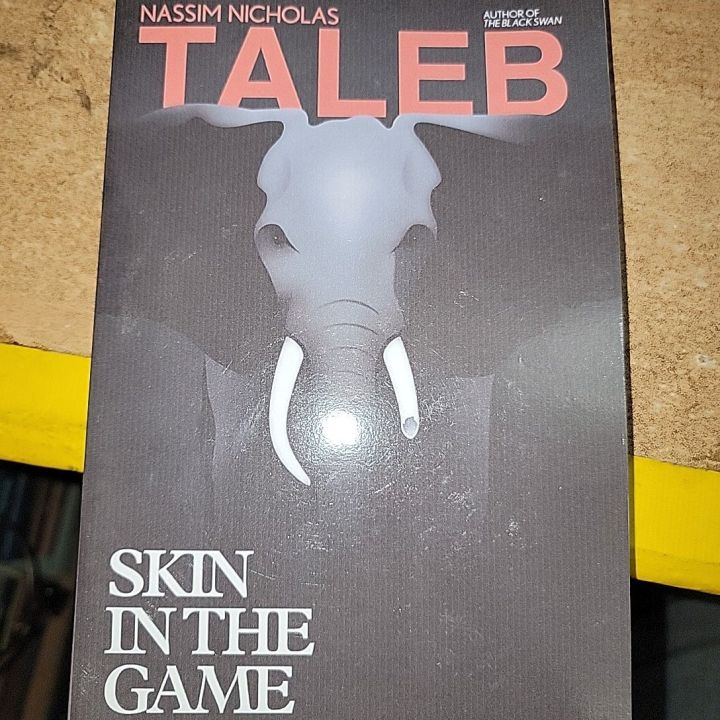 NASSIM NICHOLAS
AUTHOR OF
THE BLACK SWAN
TALEB
SKIN
IN THE
GAME